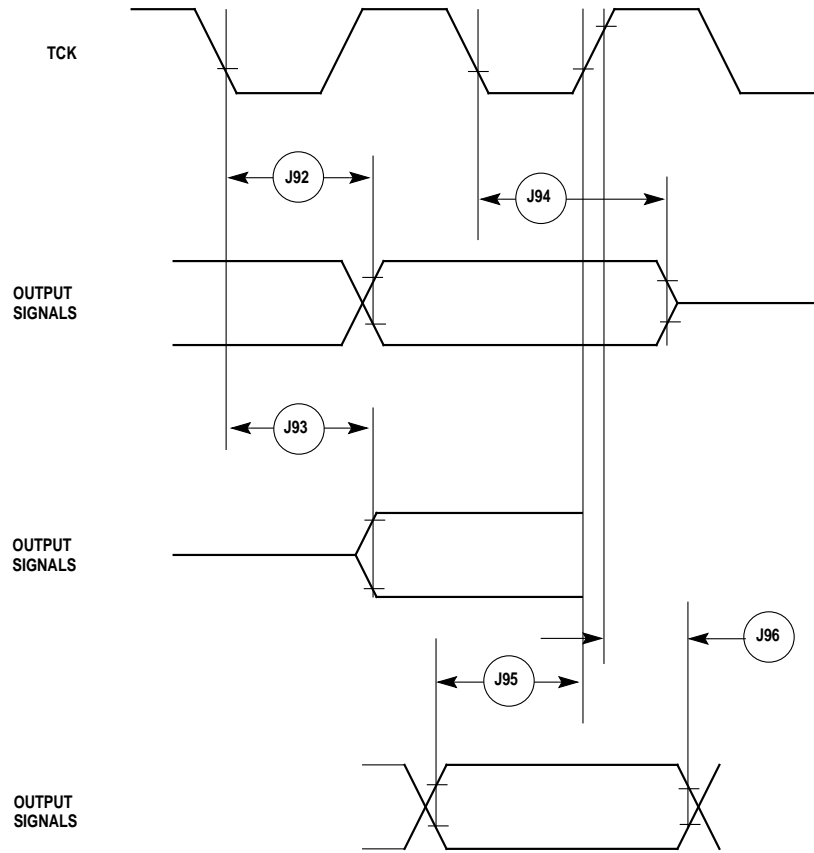 TCK
J92
J94
OUTPUT
SIGNALS
J93
OUTPUT
SIGNALS
J96
J95
OUTPUT
SIGNALS